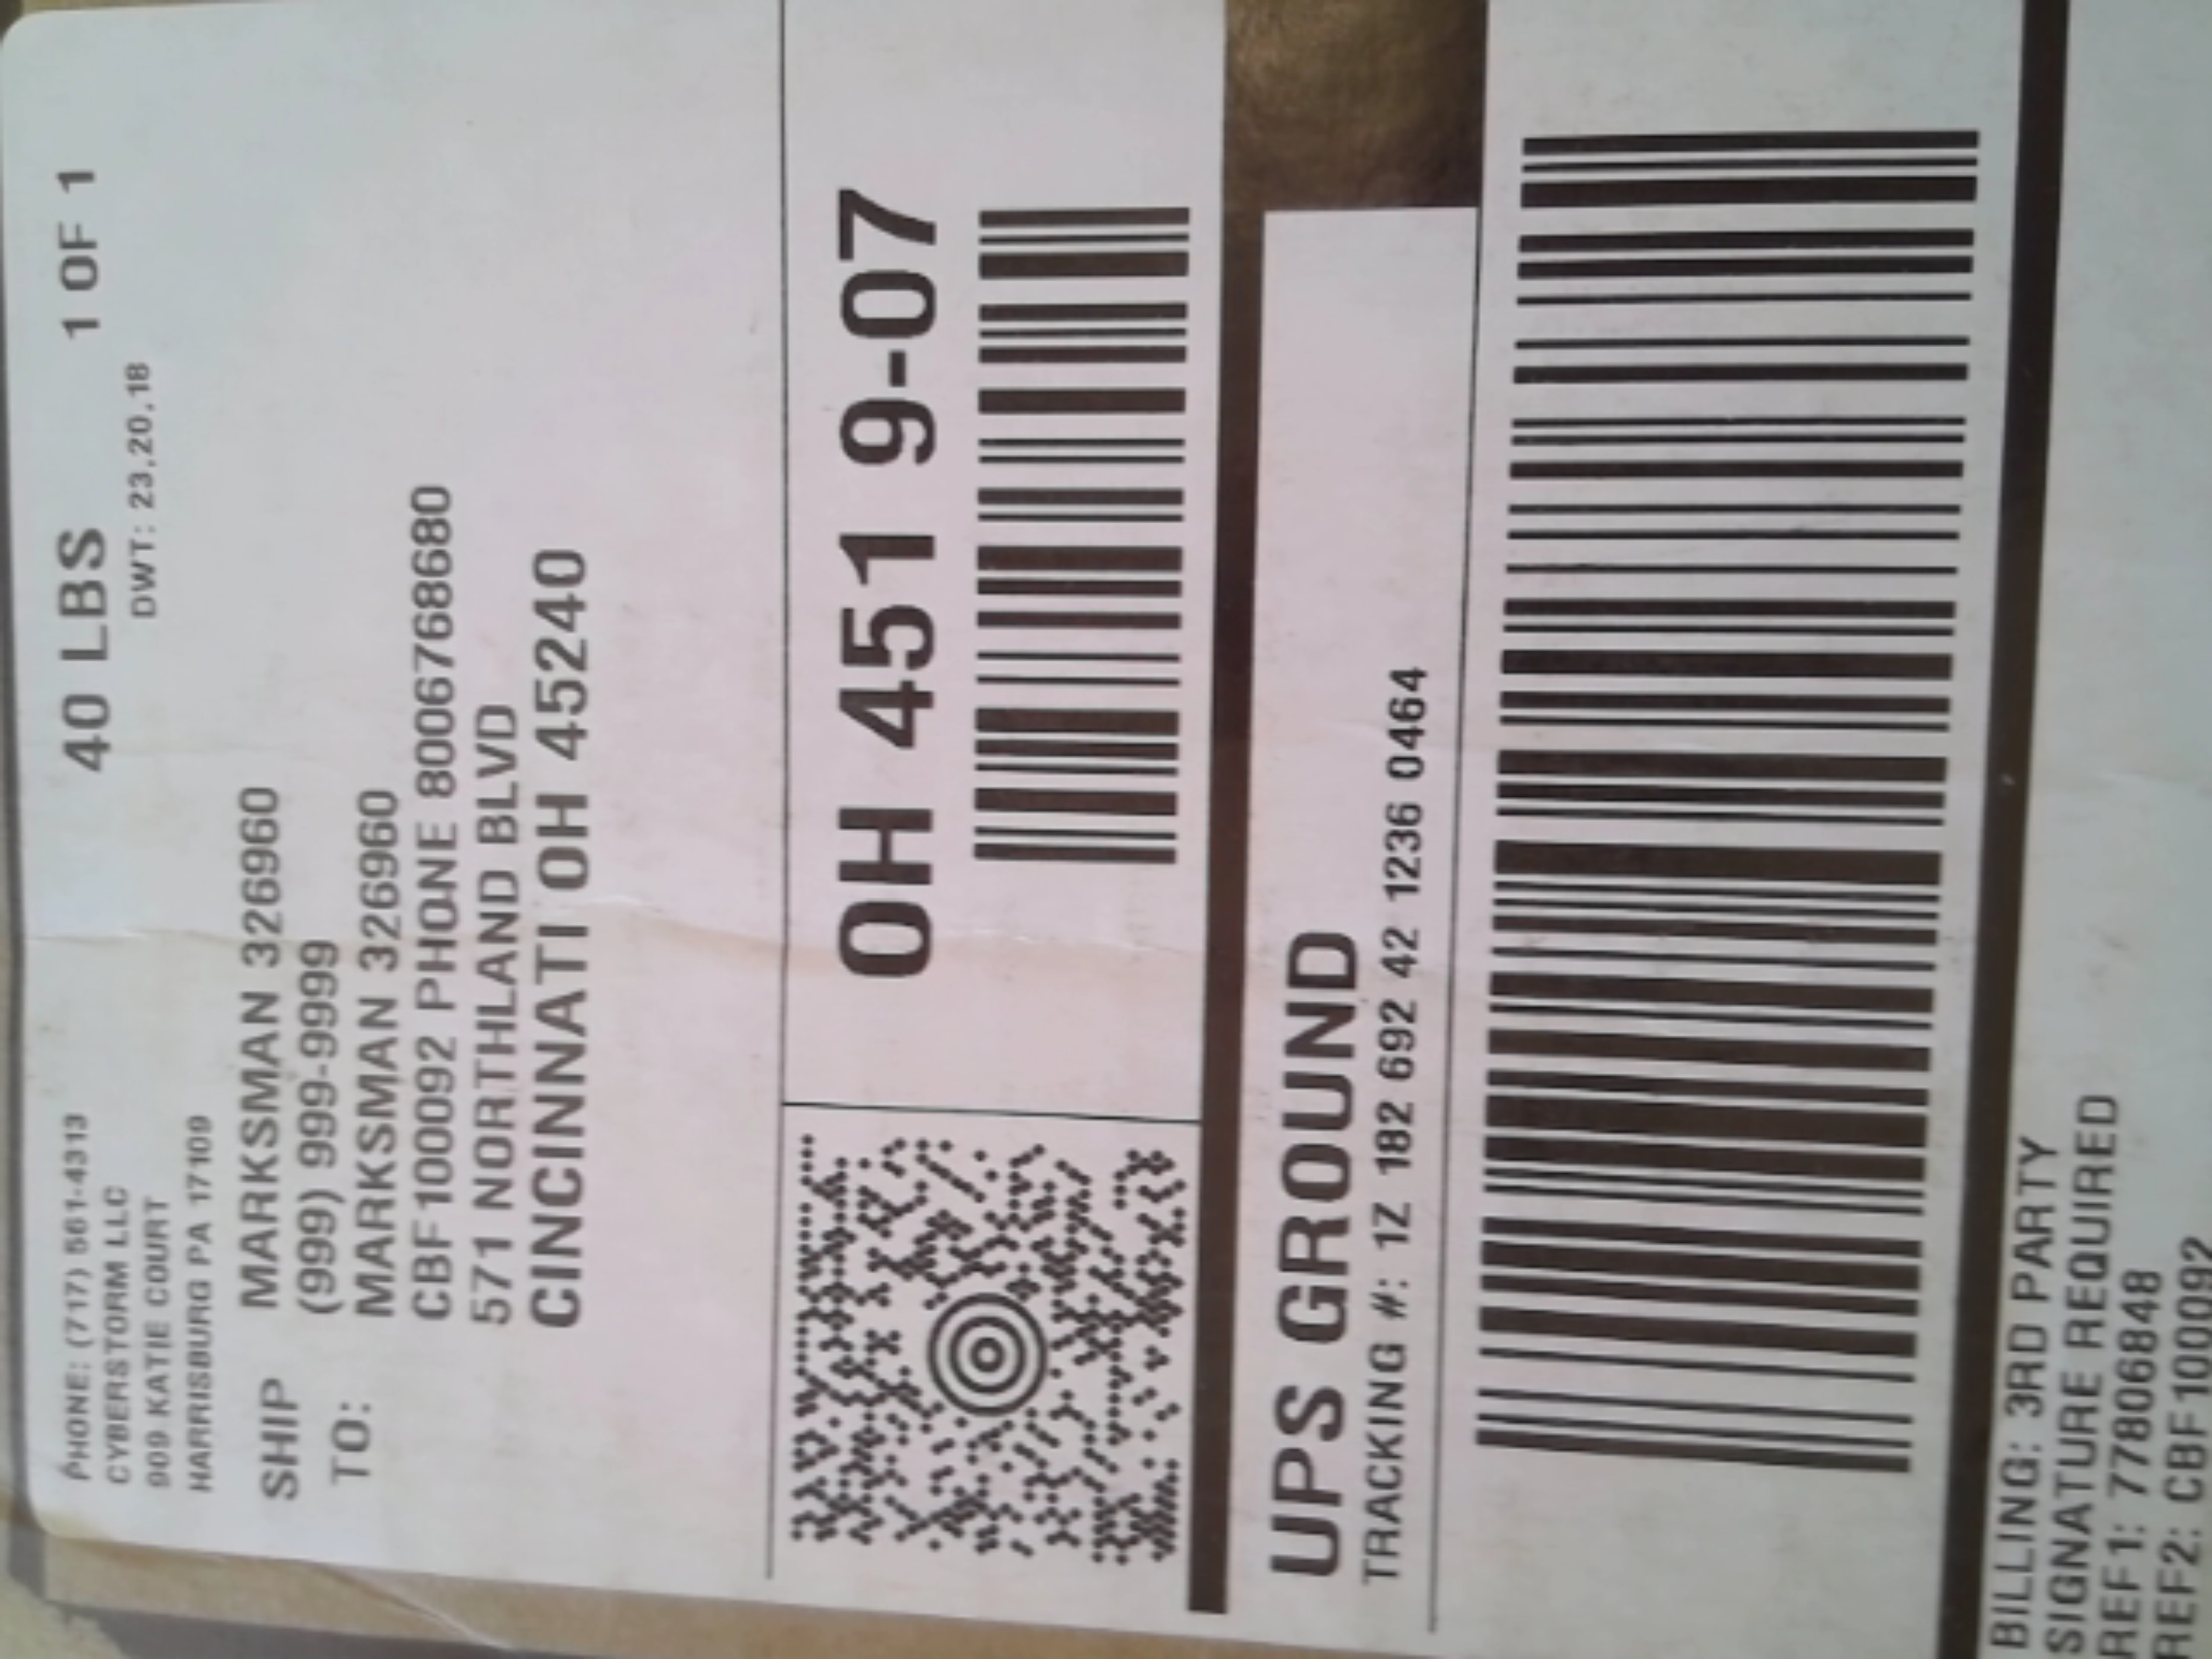 PHONE: (717) 561-4313
CYBERSTORM LLC
909 KATIE COURT
HARRISBURG PA 17109
40 LBS 1 OF 1
DWT: 23,20,18
SHIP TO:
MARKSMAN 326960
(999) 999-9999
MARKSMAN 326960
CBF100092 PHONE 8006768680
571 NORTHLAND BLVD
CINCINNATI OH 45240
OH 451 9-07
UPS GROUND
TRACKING #: 1Z 182 692 42 1236 0464
BILLING: 3RD PARTY
SIGNATURE REQUIRED
REF1: 77806848
REF2: CBF100092